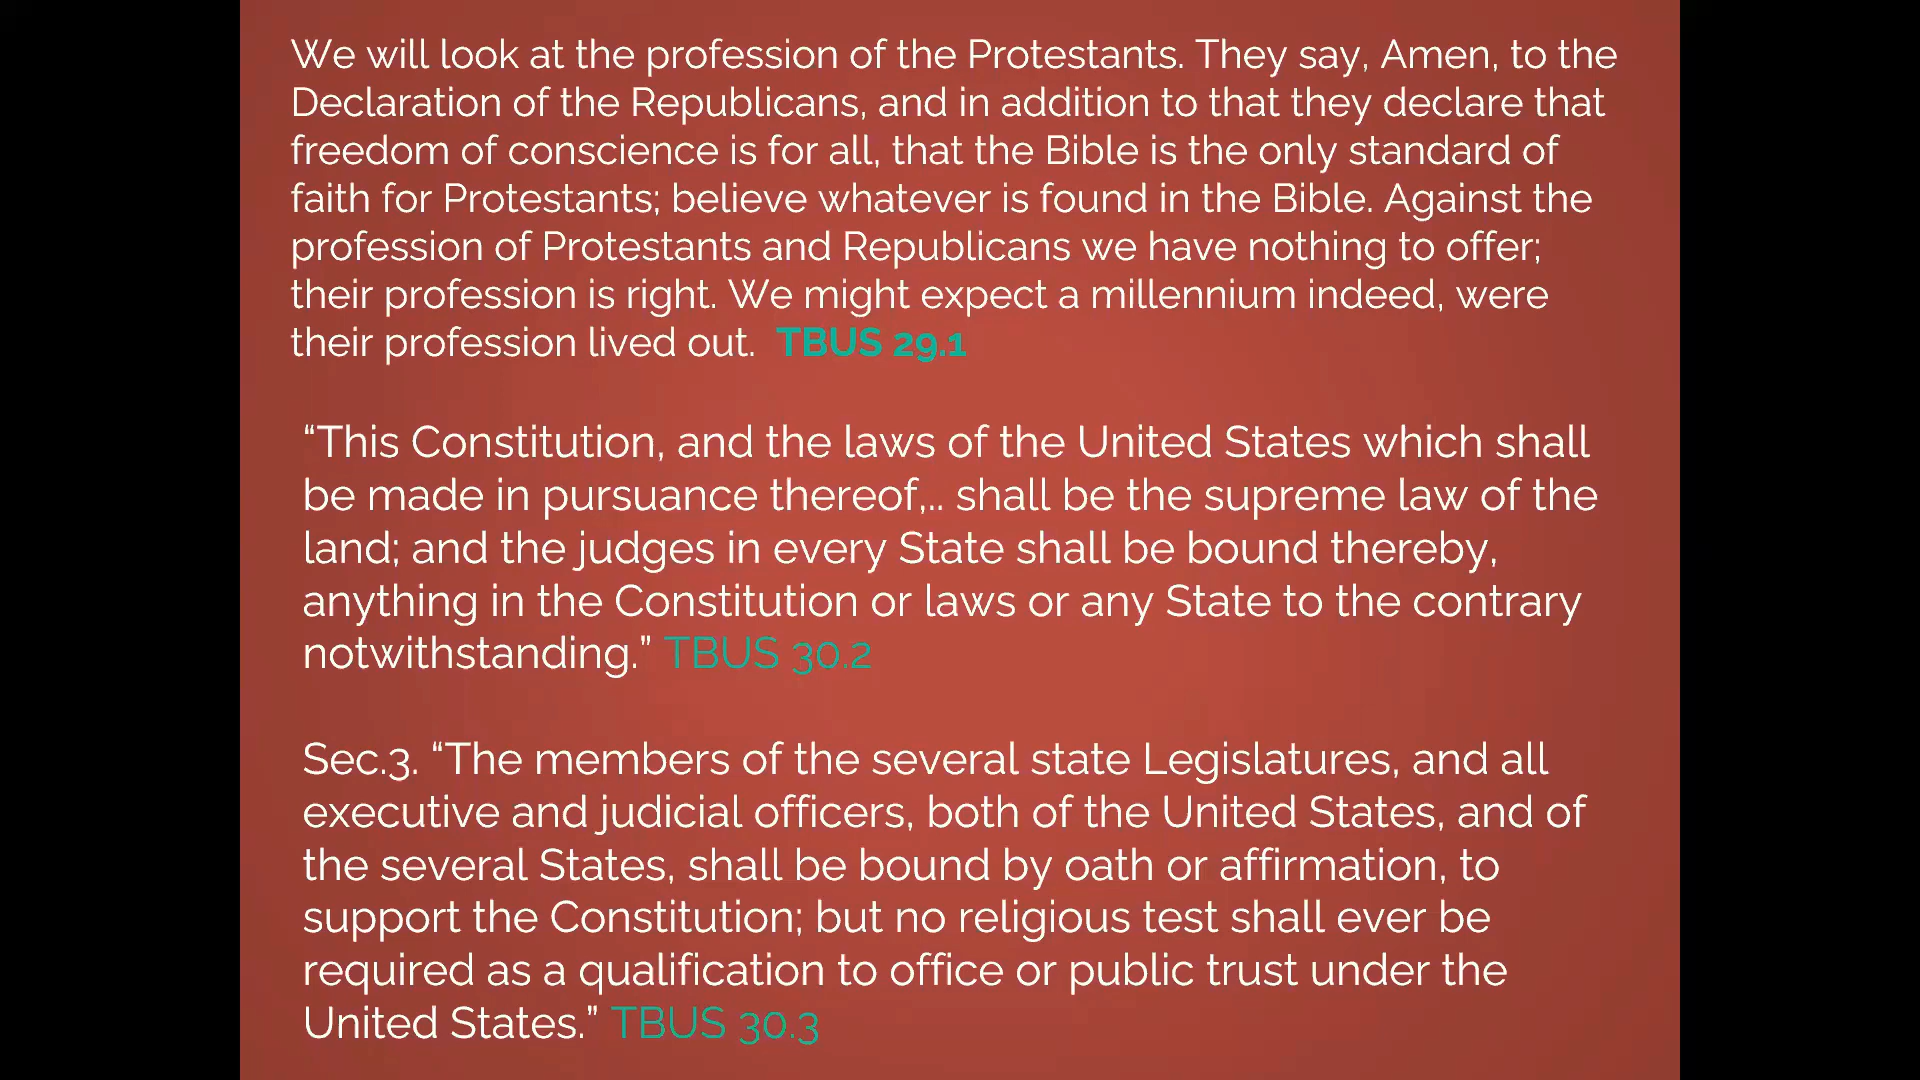 We will look at the profession of the Protestants. They say, Amen, to the
Declaration of the Republicans, and in addition to that they declare that
freedom of conscience is for all, that the Bible is the only standard of
faith for Protestants; believe whatever is found in the Bible. Against the
profession of Protestants and Republicans we have nothing to offer;
their profession is right. We might expect a millennium indeed, were
their profession lived out. TBUS 29.1
“This Constitution, and the laws of the United States which shall
be made in pursuance thereof,.. shall be the supreme law of the
land; and the judges in every State shall be bound thereby,
anything in the Constitution or laws or any State to the contrary
notwithstanding.” TBUS 30.2
Sec.3. “The members of the several state Legislatures, and all
executive and judicial officers, both of the United States, and of
the several States, shall be bound by oath or affirmation, to
support the Constitution; but no religious test shall ever be
required as a qualification to office or public trust under the
United States.” TBUS 30.3